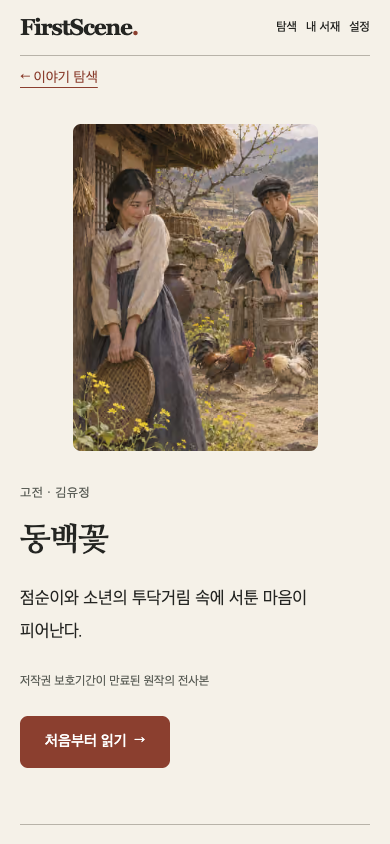 FirstScene.
탐색 내 서재 설정
← 이야기 탐색
고전 · 김유정
동백꽃
점순이와 소년의 투닥거림 속에 서툰 마음이
피어난다.
저작권 보호기간이 만료된 원작의 전사본
처음부터 읽기 →